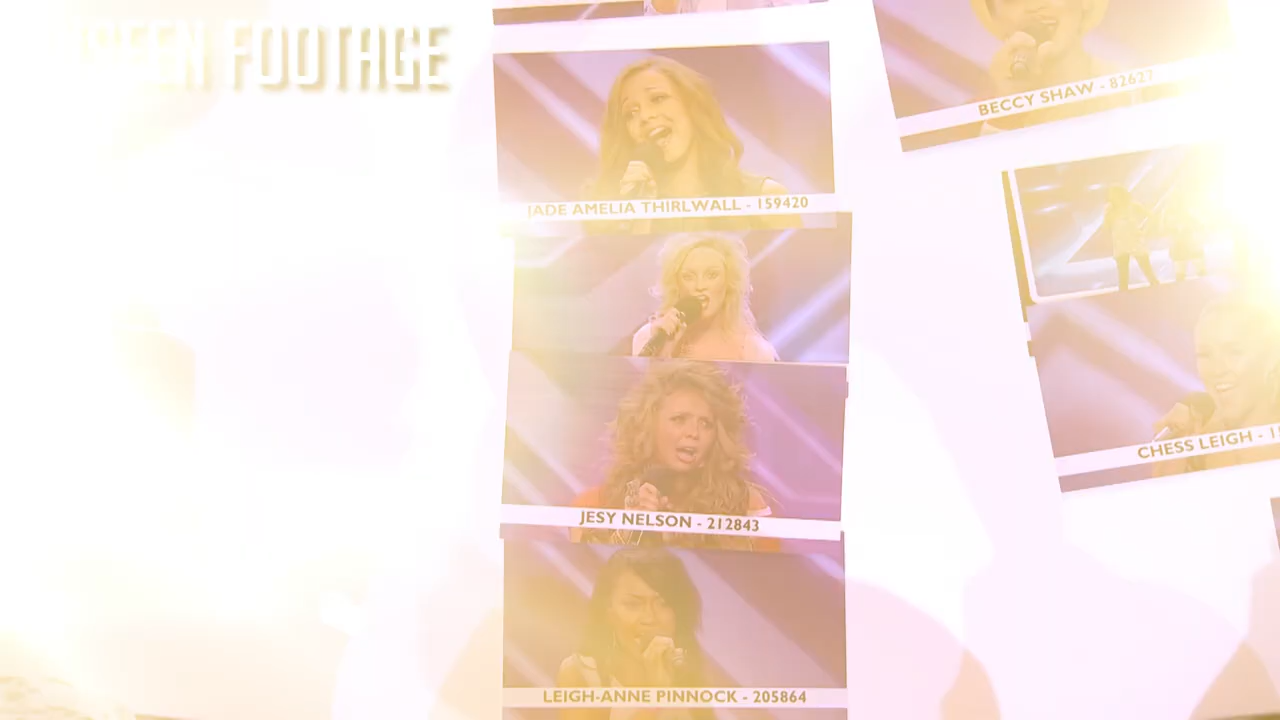 FOOTAGE
BECCY SHAW - 82627
JADE AMELIA THIRLWALL - 159420
CHESS LEIGH -
JESY NELSON - 212843
LEIGH-ANNE PINNOCK - 205864